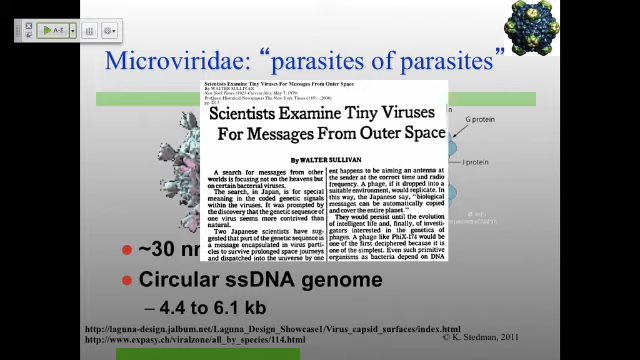 A-Z
Microviridae: “parasites of parasites”
Scientists Examine Tiny Viruses For Messages From Outer Space
By WALTER SULLIVAN
New York Times (1923-Current file); May 7, 1979;
ProQuest Historical Newspapers The New York Times (1851 - 2006)
Scientists Examine Tiny Viruses
For Messages From Outer Space
By WALTER SULLIVAN
A search for messages from other
worlds is focusing not on the heavens but
on certain bacterial viruses.
The search, in Japan, is for special
meaning in the coded genetic signals
within the viruses. It was prompted by
the discovery that the genetic sequence of
one virus seems more contrived than
natural.
Two Japanese scientists have sug-
gested that part of the genetic sequence is
a message encapsulated in virus parti-
cles to survive prolonged space journeys
and dispatched into the universe by one
ent happens to be aiming an antenna at
the sender at the correct time and radio
frequency. A phage, if it dropped into a
suitable environment, would replicate. In
this way, the Japanese say, “biological
messages can be automatically copied
and cover the entire planet.”
They would persist until the evolution
of intelligent life and, finally, of investi-
gators interested in the genetics of
phages. A phage like PhiX-174 would be
one of the first deciphered because it is
one of the simplest. Even such primitive
organisms as bacteria depend on DNA
G protein
J protein
~30 n
Circular ssDNA genome
– 4.4 to 6.1 kb
http://laguna-design.jalbum.net/Laguna_Design_Showcase1/Virus_capsid_surfaces/index.html
http://www.expasy.ch/viralzone/all_by_species/114.html
© K. Stedman, 2011